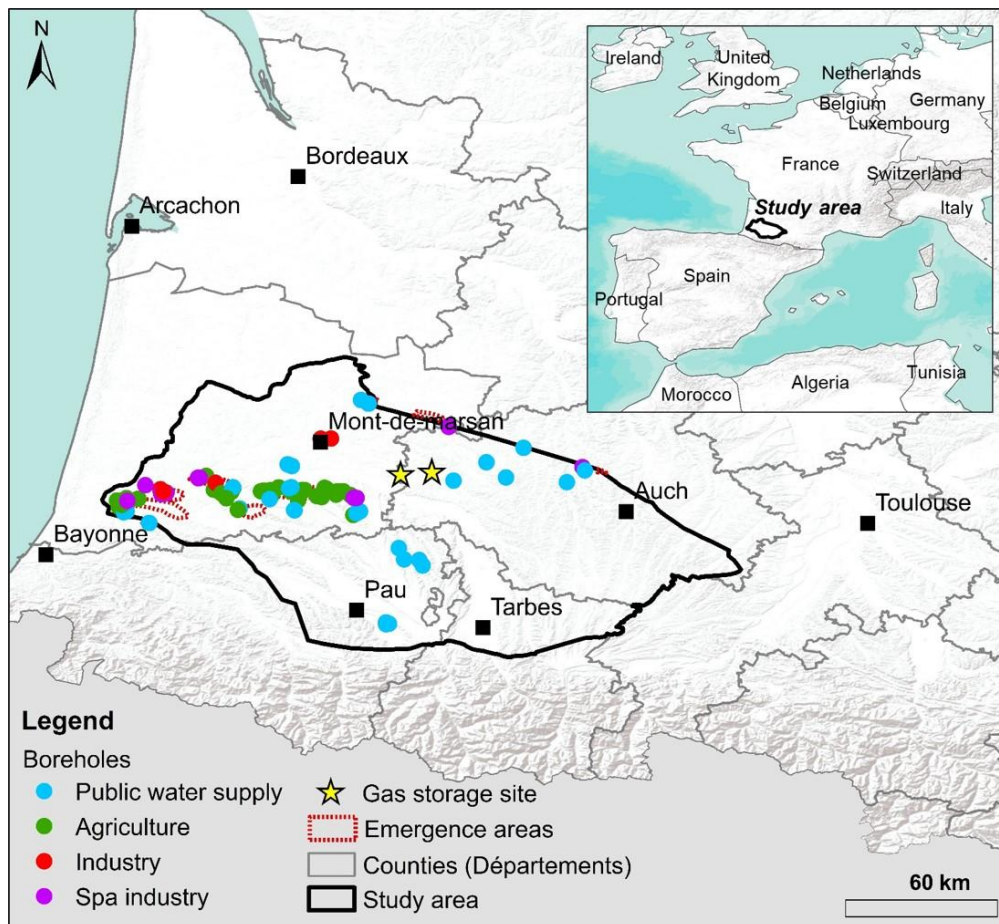 N
Bordeaux
Arcachon
Mont-de-marsan
Auch
Toulouse
Bayonne
Pau
Tarbes
Ireland
United
Kingdom
Netherlands
Belgium
Germany
Luxembourg
France
Switzerland
Study area
Italy
Spain
Portugal
Morocco
Algeria
Tunisia
Legend
Boreholes
Public water supply
Agriculture
Industry
Spa industry
Gas storage site
Emergence areas
Counties (Départements)
Study area
60 km